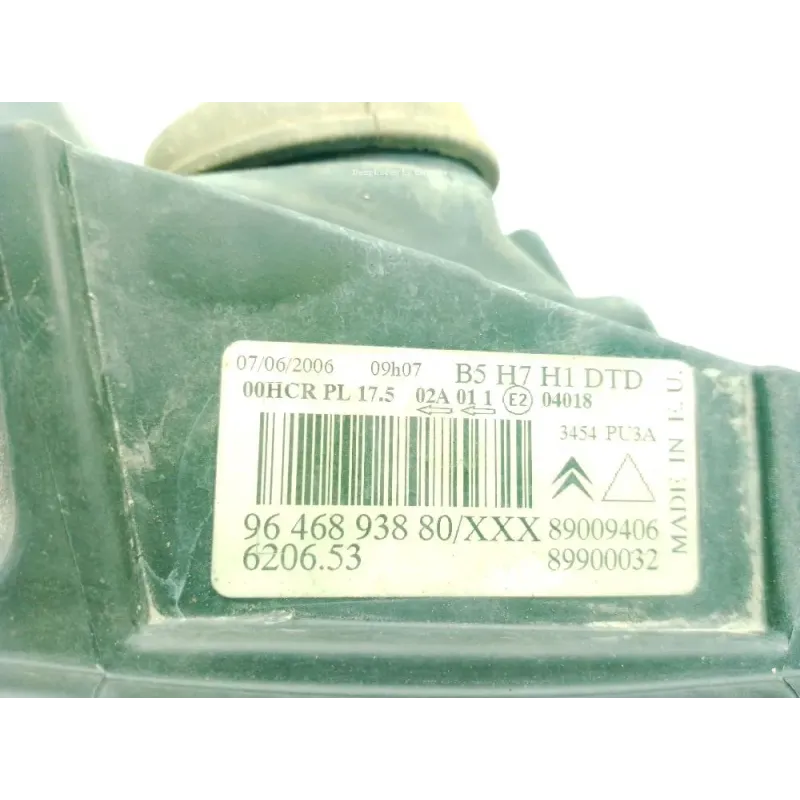 07/06/2006 09h07 B5 H7 H1 DTD
00HCR PL 17.5 02A 01 1 E2 04018
3454 PU3A
96 468 938 80/XXX 89009406
6206.53 89900032
MADE IN E.U.